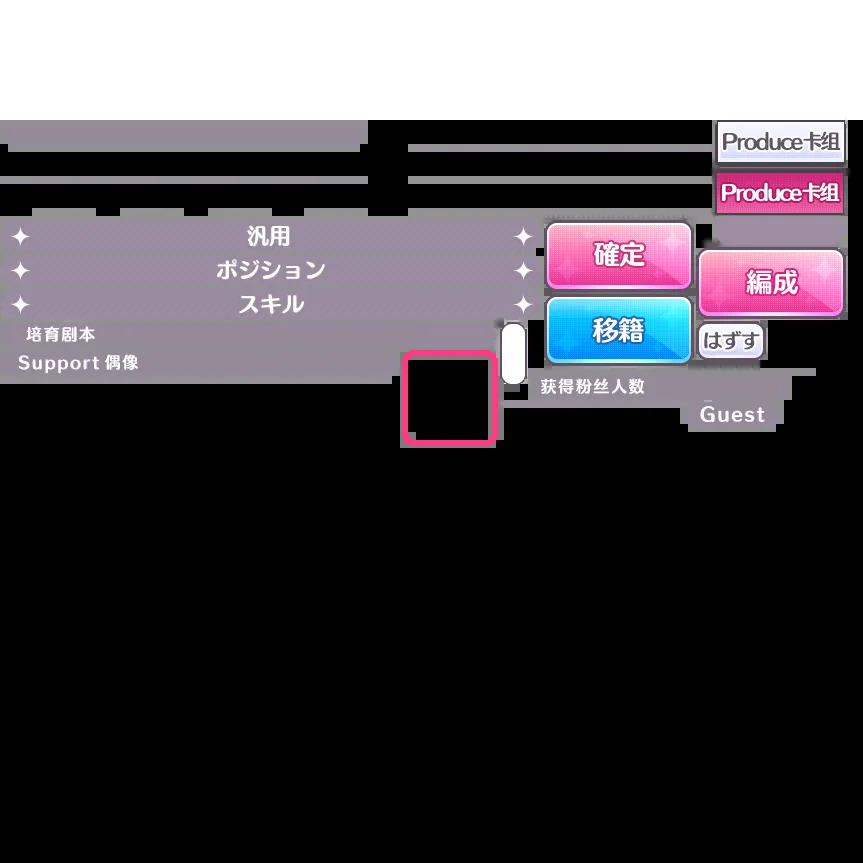 Produce卡组
Produce卡组
汎用
ポジション
スキル
確定
編成
移籍
はずす
培育剧本
Support 偶像
获得粉丝人数
Guest